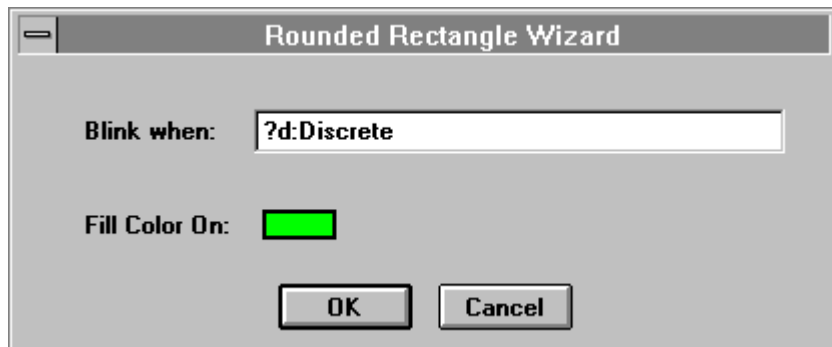 Rounded Rectangle Wizard
Blink when: ?d:Discrete
Fill Color On:
OK Cancel